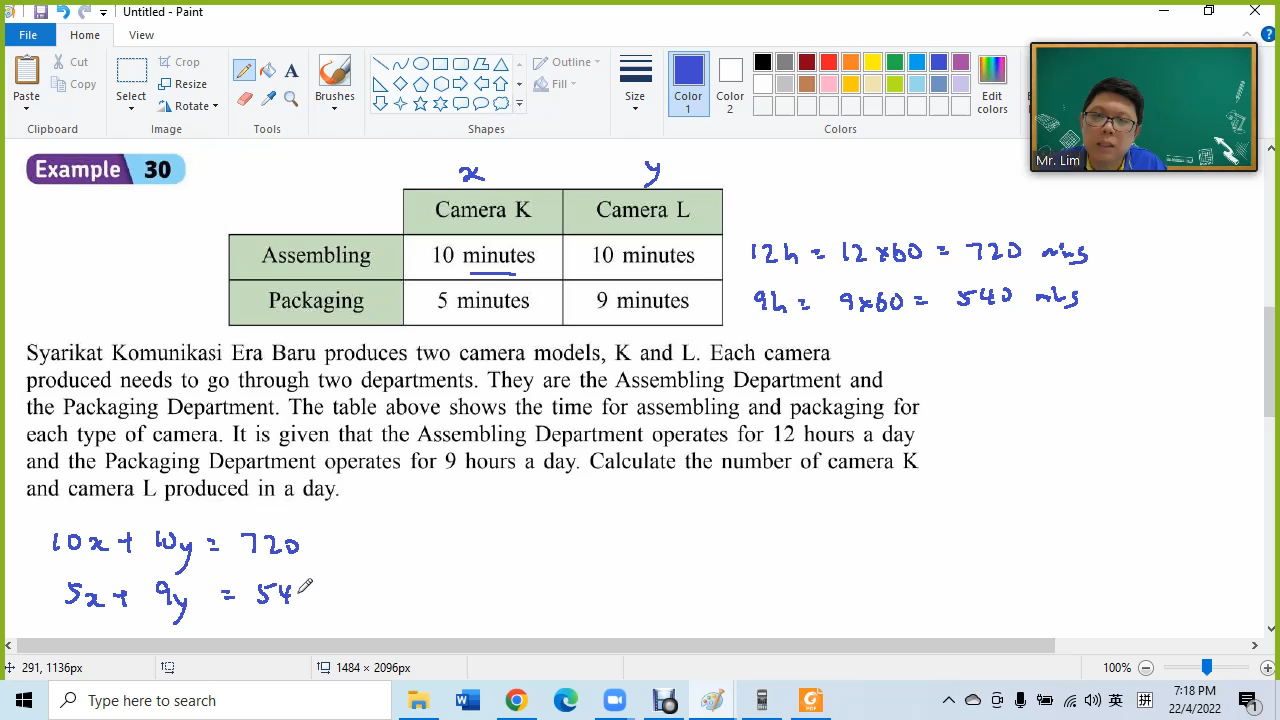 Untitled - Paint
File Home View
Paste Cut Copy
Clipboard
Select Crop Resize Rotate
Image
Tools
Brushes
Outline Fill
Shapes
Size
Color 1
Color 2
Edit colors
Colors
Mr. Lim
Example 30
x y
Camera K Camera L
Assembling 10 minutes 10 minutes
Packaging 5 minutes 9 minutes
12h = 12×60 = 720 mins
9h = 9×60 = 540 mins
Syarikat Komunikasi Era Baru produces two camera models, K and L. Each camera
produced needs to go through two departments. They are the Assembling Department and
the Packaging Department. The table above shows the time for assembling and packaging for
each type of camera. It is given that the Assembling Department operates for 12 hours a day
and the Packaging Department operates for 9 hours a day. Calculate the number of camera K
and camera L produced in a day.
10x + 10y = 720
5x + 9y = 54
291, 1136px 1484 × 2096px 100%
Type here to search
英 拼 7:18 PM
22/4/2022